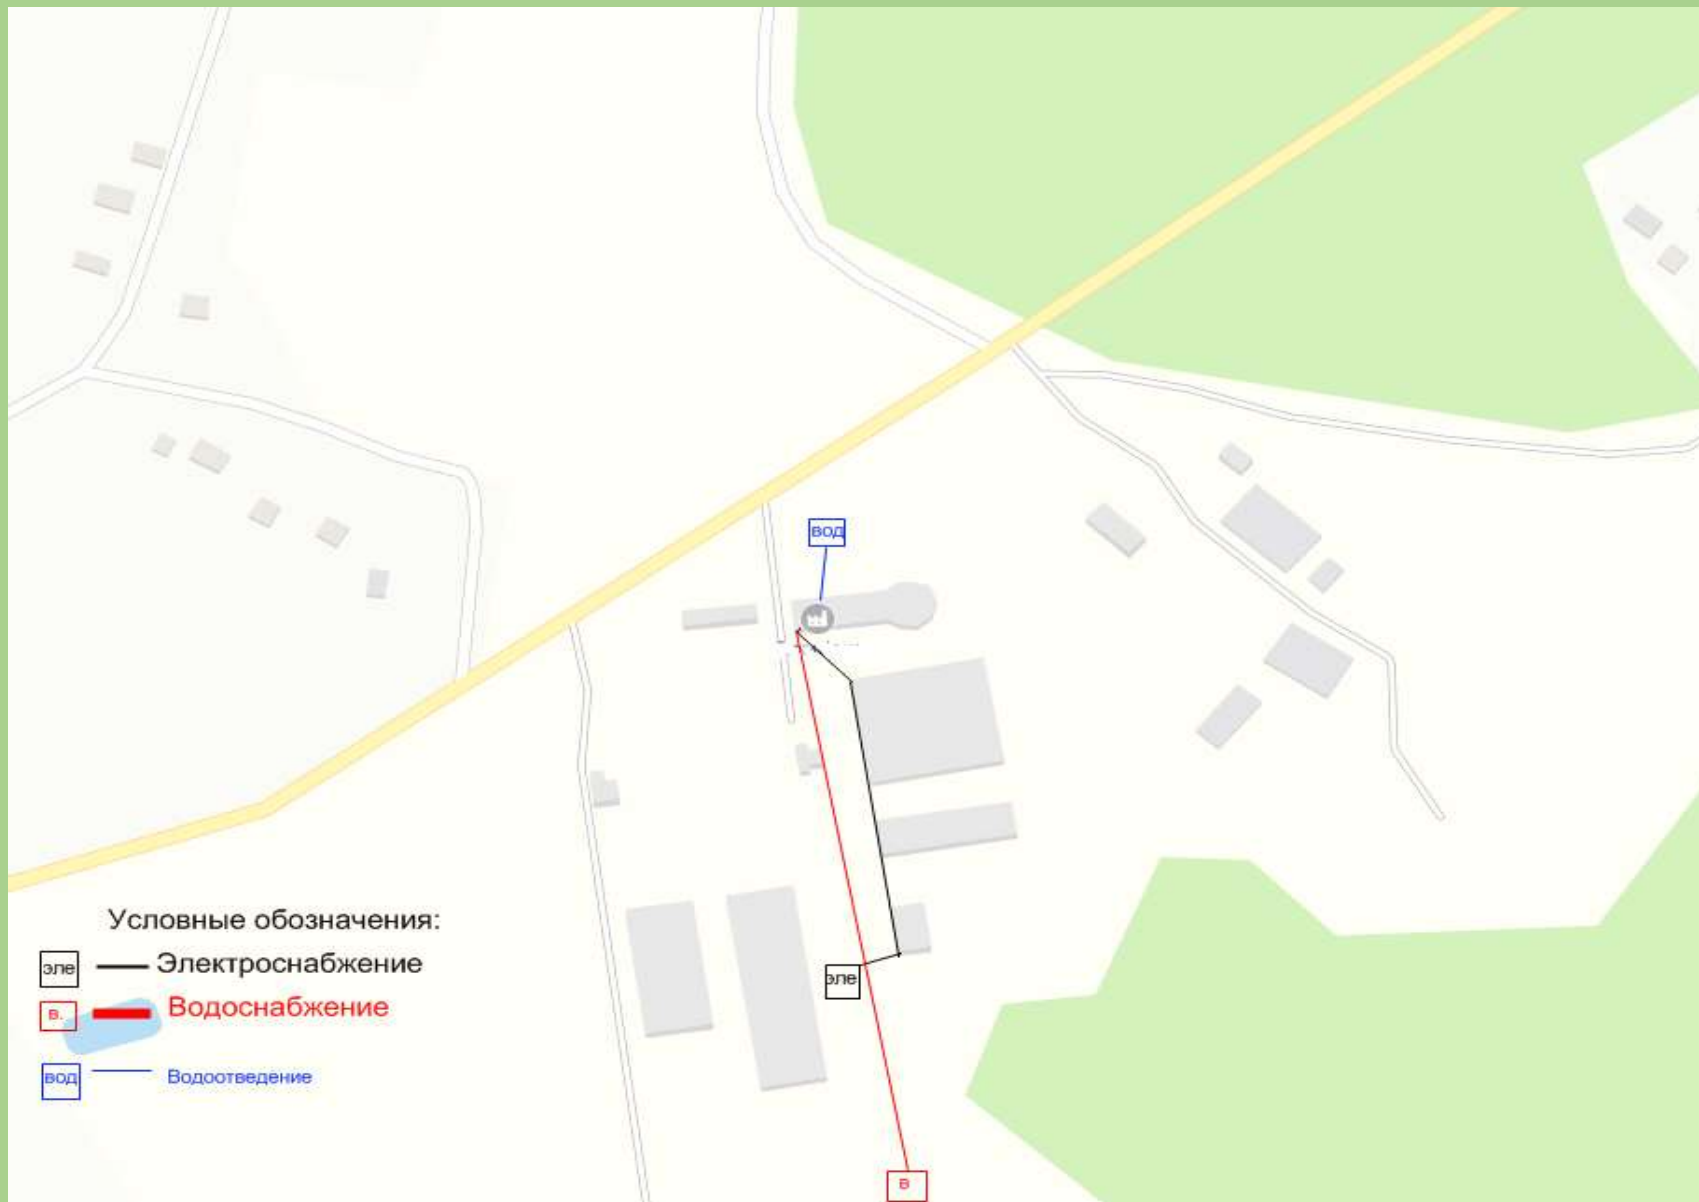 вод
эле
Условные обозначения:
эле Электроснабжение
в. Водоснабжение
вод Водоотведение
в